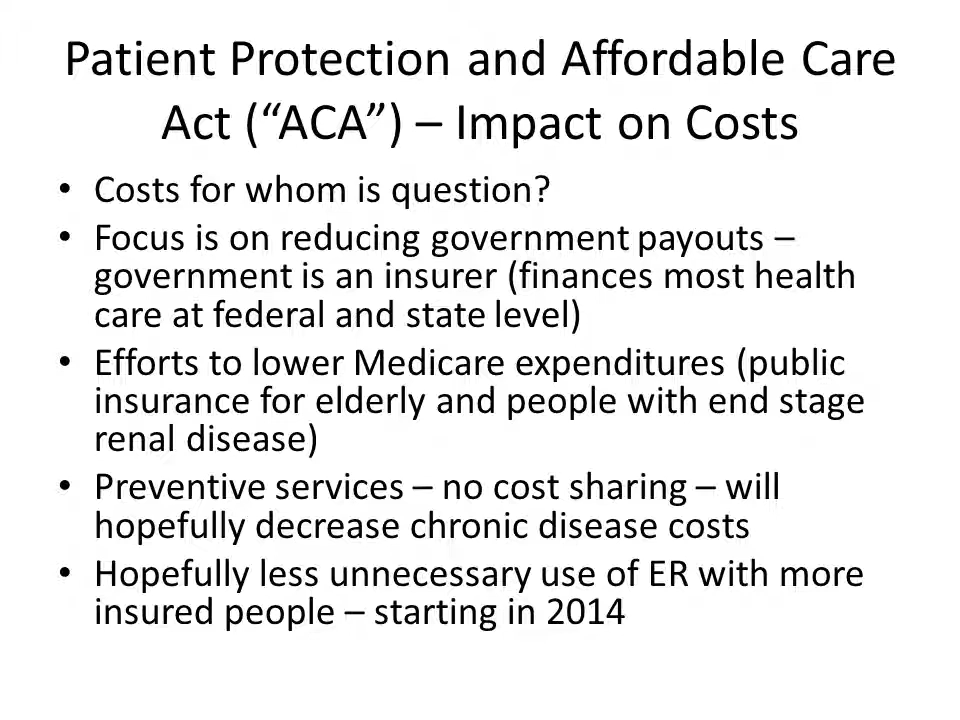 Patient Protection and Affordable Care
Act (“ACA”) – Impact on Costs
• Costs for whom is question?
• Focus is on reducing government payouts –
government is an insurer (finances most health
care at federal and state level)
• Efforts to lower Medicare expenditures (public
insurance for elderly and people with end stage
renal disease)
• Preventive services – no cost sharing – will
hopefully decrease chronic disease costs
• Hopefully less unnecessary use of ER with more
insured people – starting in 2014